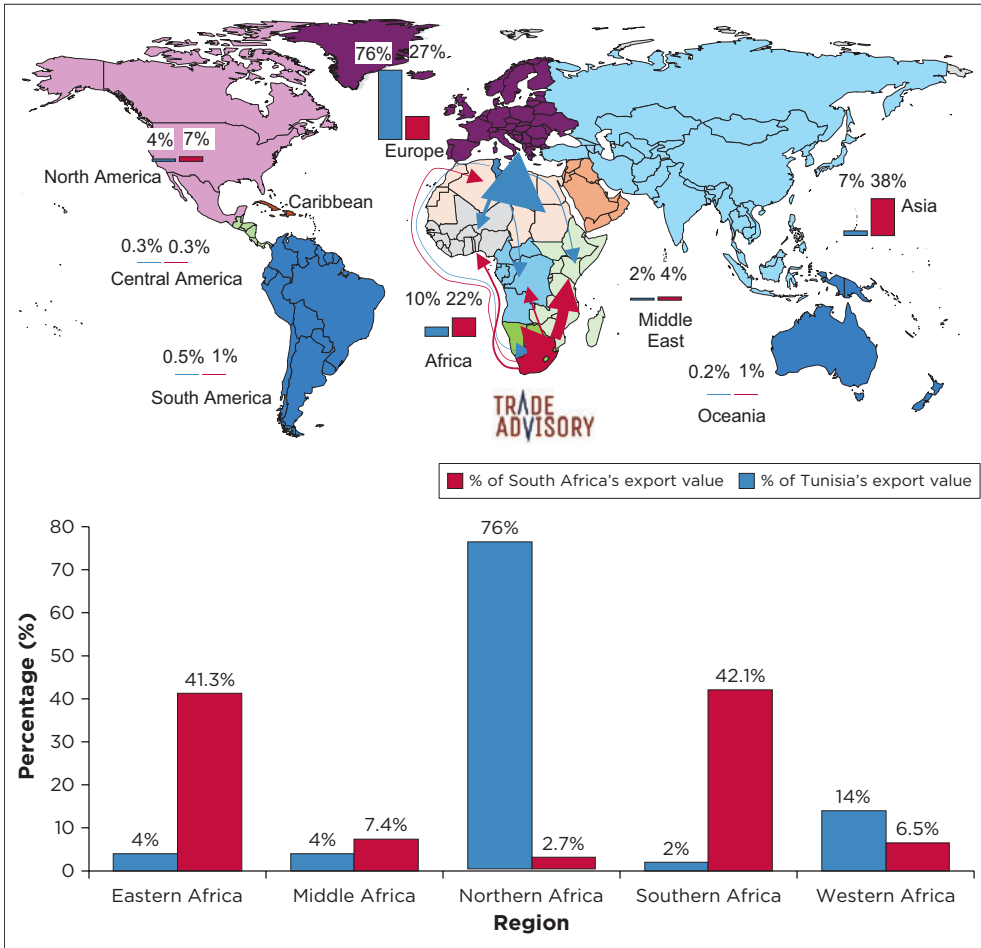 76% 27%
Europe
4% 7%
North America
Caribbean
7% 38%
Asia
0.3% 0.3%
Central America
10% 22%
Africa
2% 4%
Middle
East
0.5% 1%
South America
0.2% 1%
Oceania
TRADE
ADVISORY
% of South Africa's export value % of Tunisia's export value
Percentage (%)
80
70
60
50
40
30
20
10
0
4%
41.3%
4%
7.4%
76%
2.7%
2%
42.1%
14%
6.5%
Eastern Africa Middle Africa Northern Africa Southern Africa Western Africa
Region